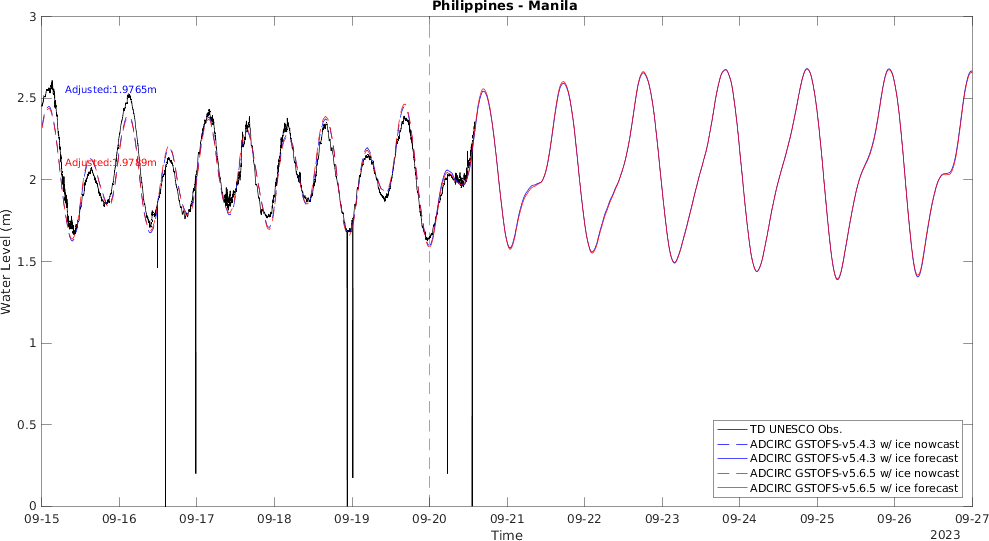 Philippines - Manila
3
2.5
2
1.5
1
0.5
0
Water Level (m)
Adjusted:1.9765m
Adjusted:1.9789m
TD UNESCO Obs.
ADCIRC GSTOFS-v5.4.3 w/ ice nowcast
ADCIRC GSTOFS-v5.4.3 w/ ice forecast
ADCIRC GSTOFS-v5.6.5 w/ ice nowcast
ADCIRC GSTOFS-v5.6.5 w/ ice forecast
09-15 09-16 09-17 09-18 09-19 09-20 09-21 09-22 09-23 09-24 09-25 09-26 09-27
Time
2023